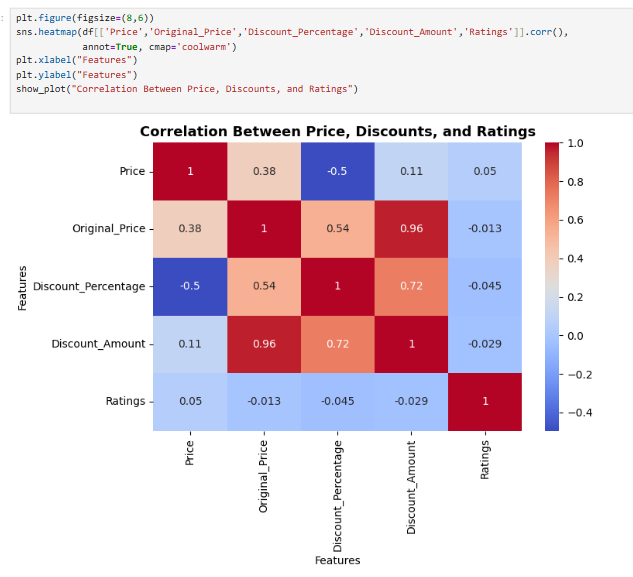 :
plt.figure(figsize=(8,6))
sns.heatmap(df[['Price','Original_Price','Discount_Percentage','Discount_Amount','Ratings']].corr(),
            annot=True, cmap='coolwarm')
plt.xlabel("Features")
plt.ylabel("Features")
show_plot("Correlation Between Price, Discounts, and Ratings")
Correlation Between Price, Discounts, and Ratings
Price 1 0.38 -0.5 0.11 0.05
Original_Price 0.38 1 0.54 0.96 -0.013
Discount_Percentage -0.5 0.54 1 0.72 -0.045
Discount_Amount 0.11 0.96 0.72 1 -0.029
Ratings 0.05 -0.013 -0.045 -0.029 1
Features
Price
Original_Price
Discount_Percentage
Discount_Amount
Ratings
Features
1.0
0.8
0.6
0.4
0.2
0.0
−0.2
−0.4